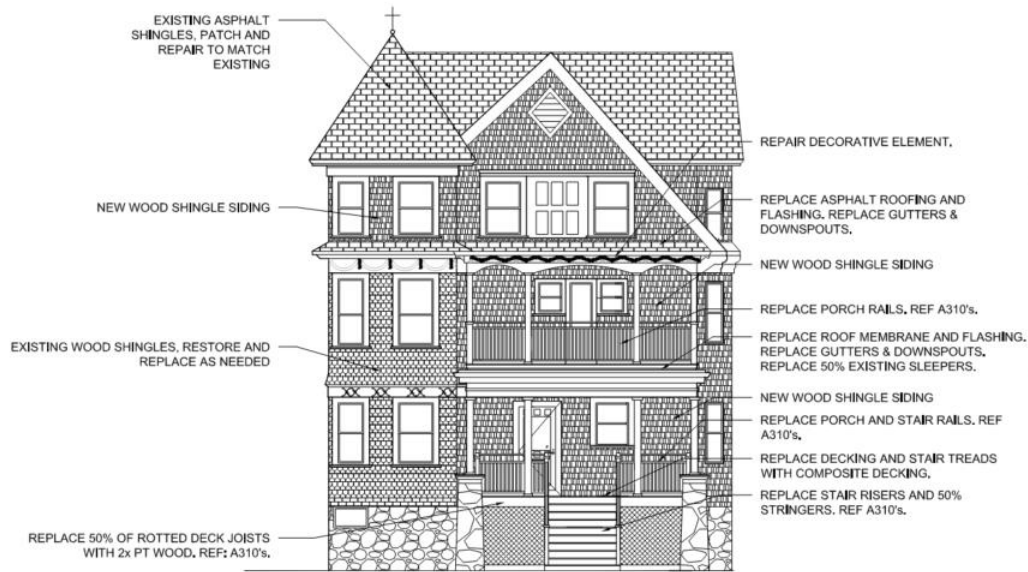 EXISTING ASPHALT
SHINGLES, PATCH AND
REPAIR TO MATCH
EXISTING
NEW WOOD SHINGLE SIDING
EXISTING WOOD SHINGLES, RESTORE AND
REPLACE AS NEEDED
REPLACE 50% OF ROTTED DECK JOISTS
WITH 2x PT WOOD. REF: A310's.
REPAIR DECORATIVE ELEMENT.
REPLACE ASPHALT ROOFING AND
FLASHING. REPLACE GUTTERS &
DOWNSPOUTS.
NEW WOOD SHINGLE SIDING
REPLACE PORCH RAILS. REF A310's.
REPLACE ROOF MEMBRANE AND FLASHING.
REPLACE GUTTERS & DOWNSPOUTS.
REPLACE 50% EXISTING SLEEPERS.
NEW WOOD SHINGLE SIDING
REPLACE PORCH AND STAIR RAILS. REF
A310's.
REPLACE DECKING AND STAIR TREADS
WITH COMPOSITE DECKING.
REPLACE STAIR RISERS AND 50%
STRINGERS. REF A310's.